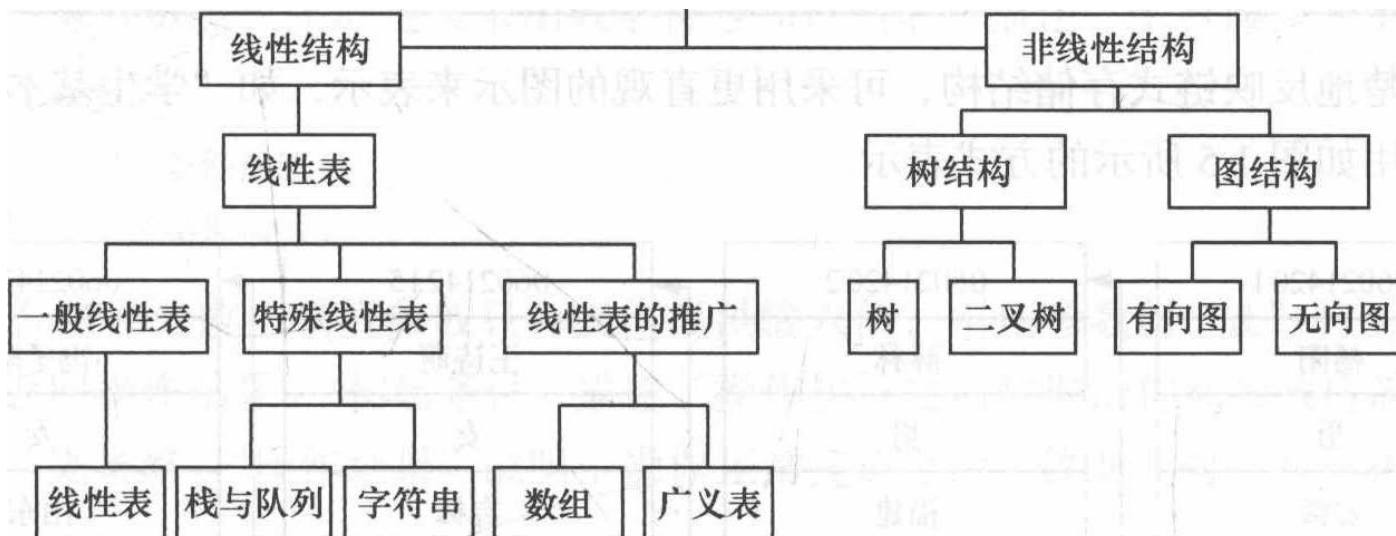 线性结构 非线性结构
线性表 树结构 图结构
一般线性表 特殊线性表 线性表的推广 树 二叉树 有向图 无向图
线性表 栈与队列 字符串 数组 广义表